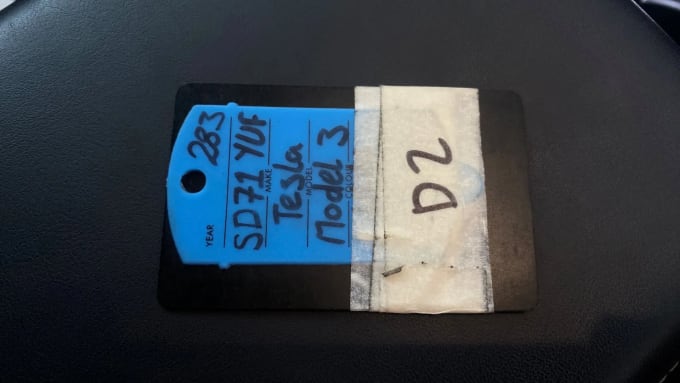 YEAR 283
SD71 YUF
MAKE
Tesla
MODEL
Model 3
COLOUR
D2